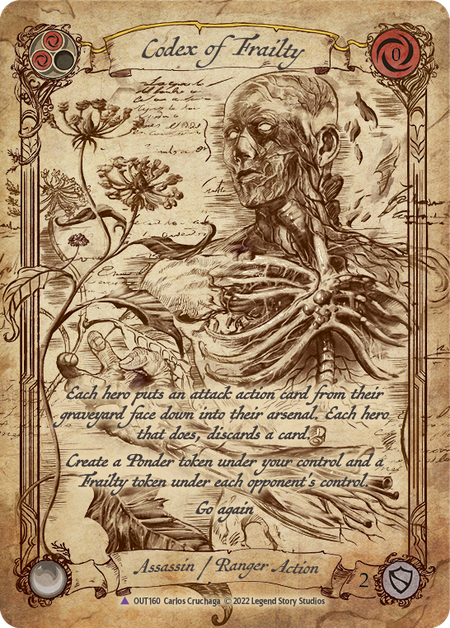 Codex of Frailty
0
Each hero puts an attack action card from their
graveyard face down into their arsenal. Each hero
that does, discards a card.
Create a Ponder token under your control and a
Frailty token under each opponent's control.
Go again
Assassin / Ranger Action
2
OUT160 Carlos Cruchaga © 2022 Legend Story Studios